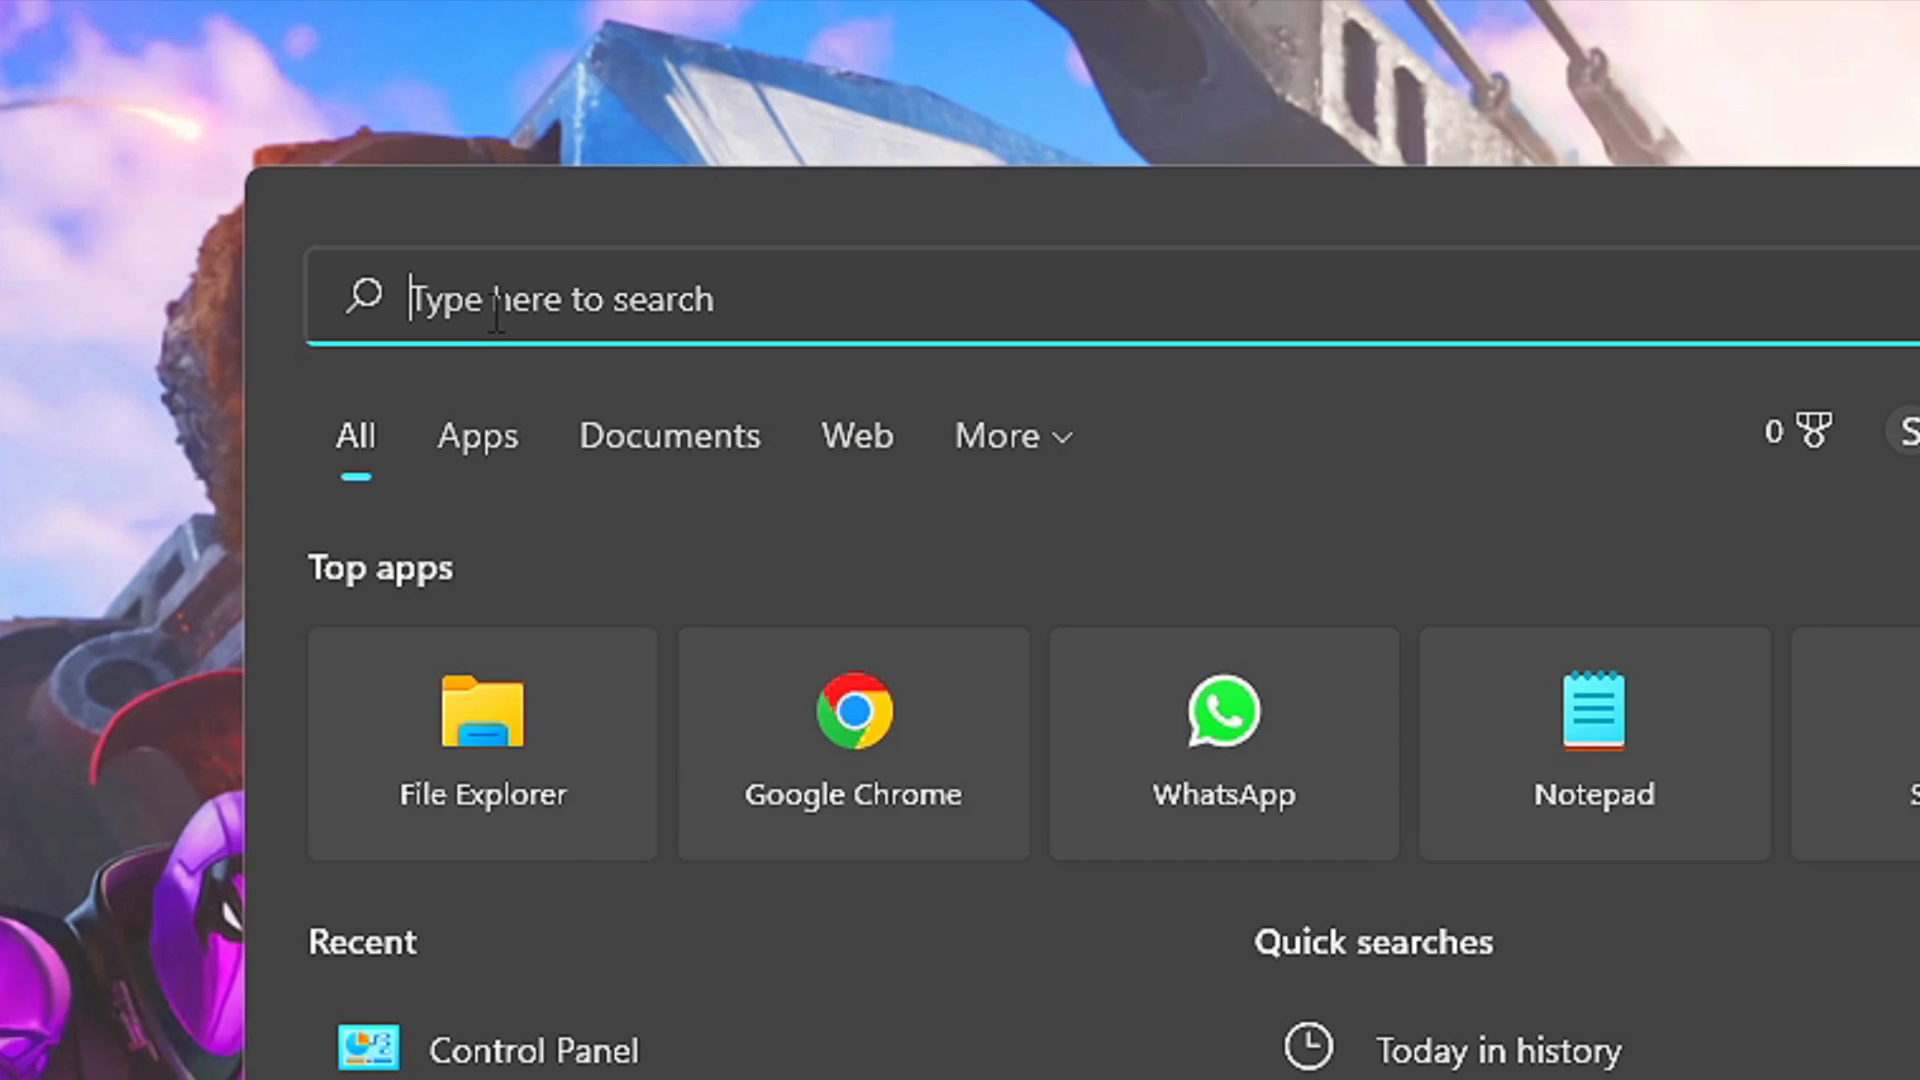 Type here to search
All Apps Documents Web More
0
Top apps
File Explorer Google Chrome WhatsApp Notepad
Recent Quick searches
Control Panel Today in history